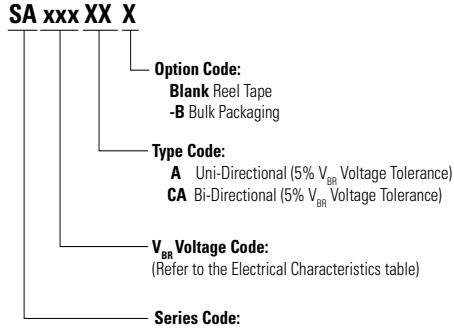 SA xxx XX X
Option Code:
Blank Reel Tape
-B Bulk Packaging
Type Code:
A Uni-Directional (5% VBR Voltage Tolerance)
CA Bi-Directional (5% VBR Voltage Tolerance)
VBR Voltage Code:
(Refer to the Electrical Characteristics table)
Series Code: